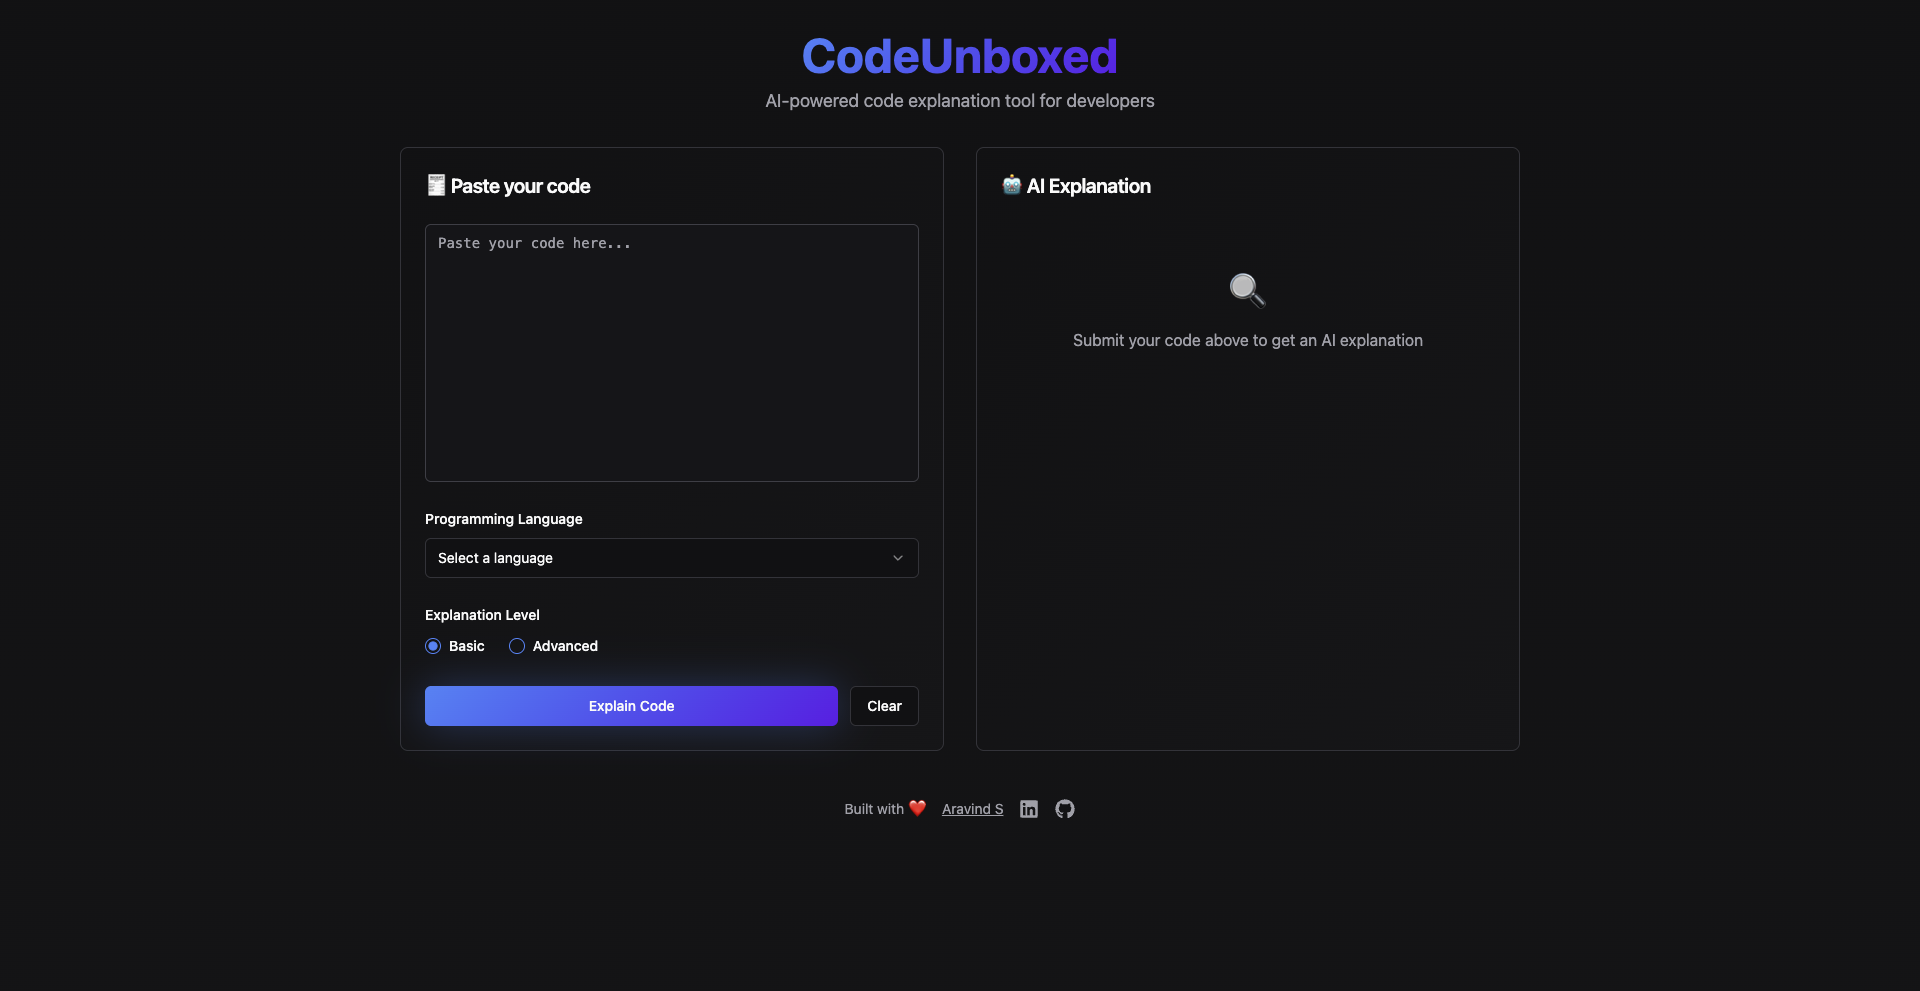 CodeUnboxed
AI-powered code explanation tool for developers
🧾 Paste your code
Paste your code here...
Programming Language
Select a language
Explanation Level
Basic
Advanced
Explain Code
Clear
🤖 AI Explanation
Submit your code above to get an AI explanation
Built with ❤️ Aravind S